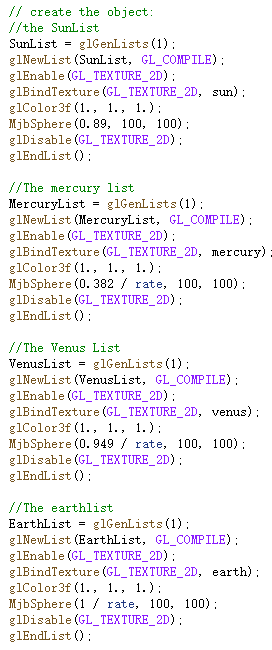 // create the object:
//the SunList
SunList = glGenLists(1);
glNewList(SunList, GL_COMPILE);
glEnable(GL_TEXTURE_2D);
glBindTexture(GL_TEXTURE_2D, sun);
glColor3f(1., 1., 1.);
MjbSphere(0.89, 100, 100);
glDisable(GL_TEXTURE_2D);
glEndList();
//The mercury list
MercuryList = glGenLists(1);
glNewList(MercuryList, GL_COMPILE);
glEnable(GL_TEXTURE_2D);
glBindTexture(GL_TEXTURE_2D, mercury);
glColor3f(1., 1., 1.);
MjbSphere(0.382 / rate, 100, 100);
glDisable(GL_TEXTURE_2D);
glEndList();
//The Venus List
VenusList = glGenLists(1);
glNewList(VenusList, GL_COMPILE);
glEnable(GL_TEXTURE_2D);
glBindTexture(GL_TEXTURE_2D, venus);
glColor3f(1., 1., 1.);
MjbSphere(0.949 / rate, 100, 100);
glDisable(GL_TEXTURE_2D);
glEndList();
//The earthlist
EarthList = glGenLists(1);
glNewList(EarthList, GL_COMPILE);
glEnable(GL_TEXTURE_2D);
glBindTexture(GL_TEXTURE_2D, earth);
glColor3f(1., 1., 1.);
MjbSphere(1 / rate, 100, 100);
glDisable(GL_TEXTURE_2D);
glEndList();